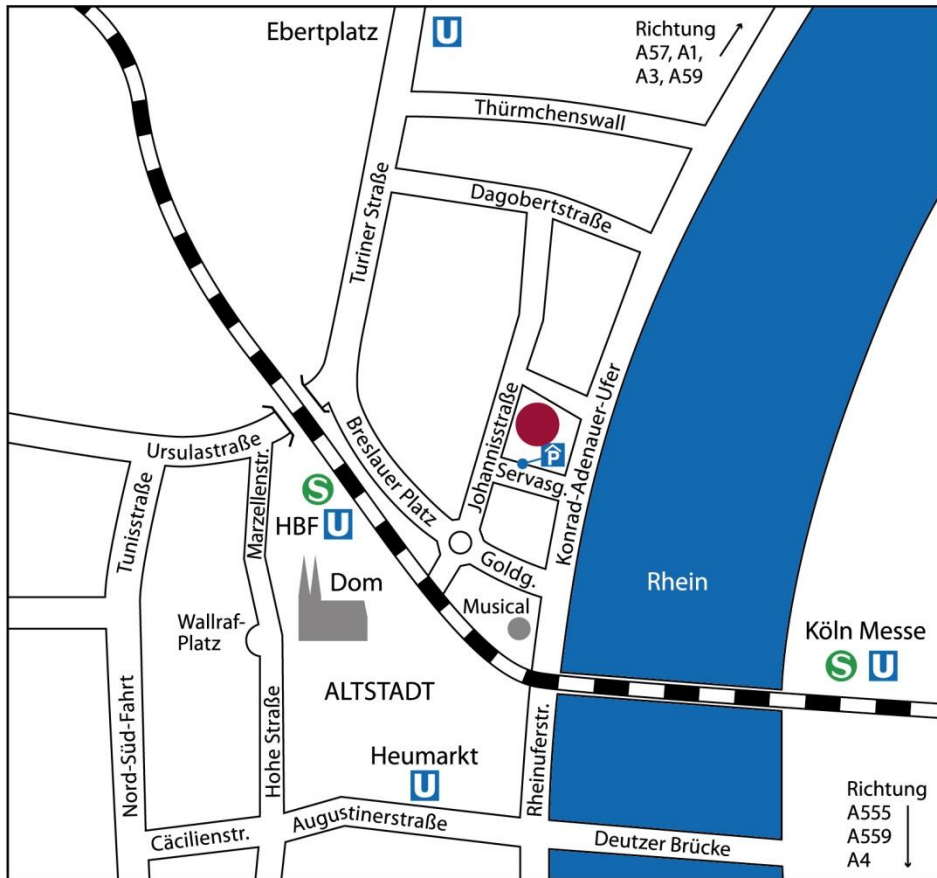 Ebertplatz
U
Richtung
A57, A1,
A3, A59
Thürmchenswall
Dagobertstraße
Turiner Straße
Johannisstraße
Konrad-Adenauer-Ufer
P
Servasg.
Breslauer Platz
Ursulastraße
Tunisstraße
Marzellenstr.
S
HBF
U
Goldg.
Dom
Musical
Rhein
Wallraf-
Platz
Köln Messe
S
U
ALTSTADT
Nord-Süd-Fahrt
Hohe Straße
Rheinuferstr.
Heumarkt
U
Cäcilienstr.
Augustinerstraße
Deutzer Brücke
Richtung
A555
A559
A4